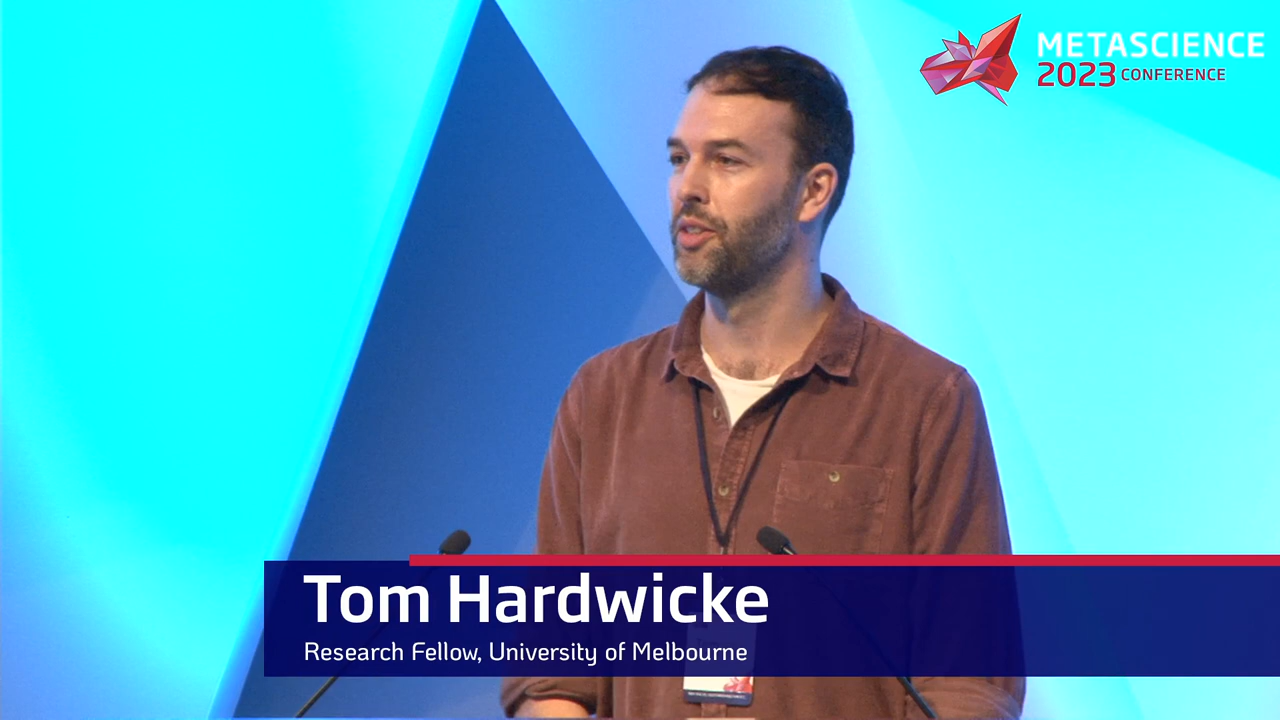 METASCIENCE
2023 CONFERENCE
Tom Hardwicke
Research Fellow, University of Melbourne